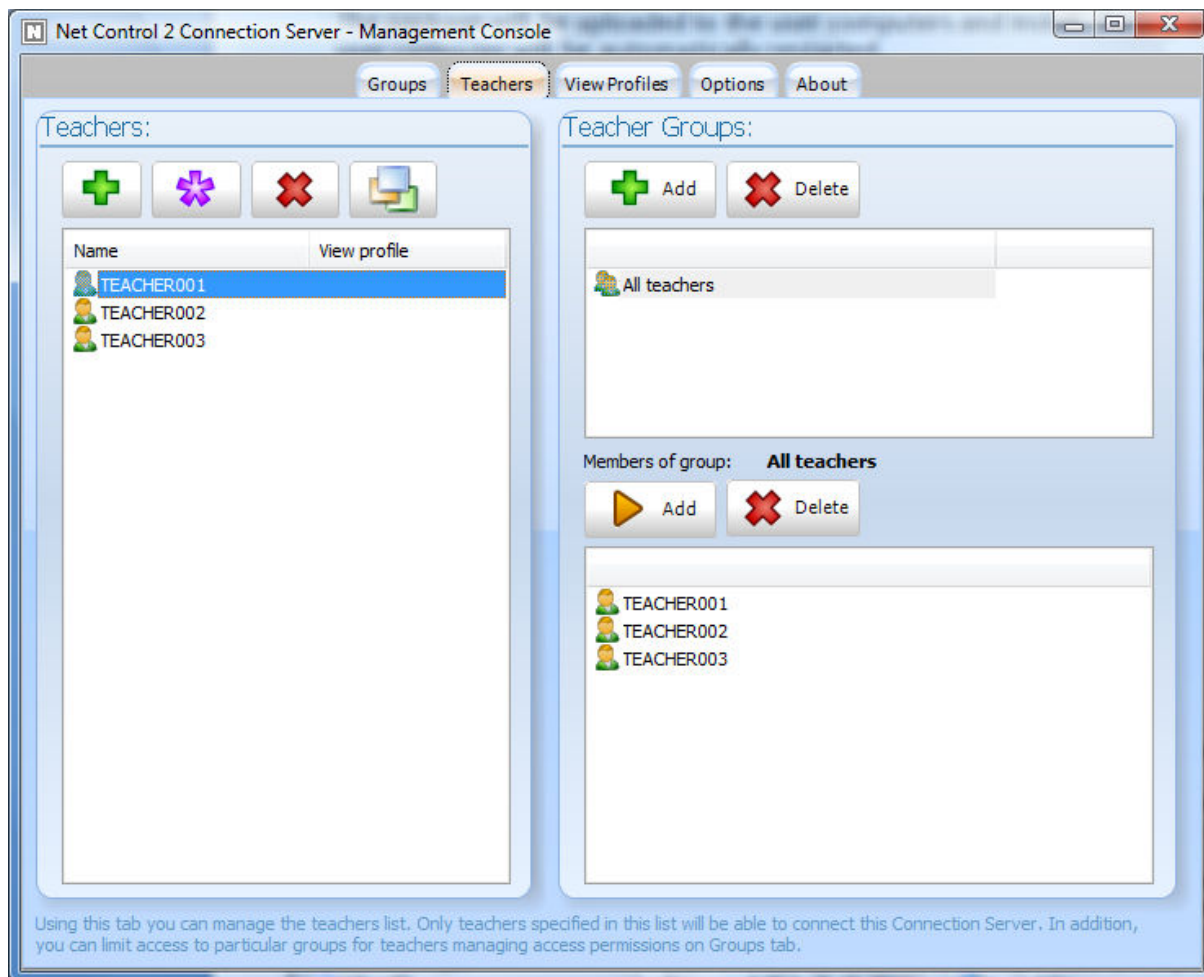 Net Control 2 Connection Server - Management Console
Groups Teachers View Profiles Options About
Teachers:
Name View profile
TEACHER001
TEACHER002
TEACHER003
Teacher Groups:
Add Delete
All teachers
Members of group: All teachers
Add Delete
TEACHER001
TEACHER002
TEACHER003
Using this tab you can manage the teachers list. Only teachers specified in this list will be able to connect this Connection Server. In addition,
you can limit access to particular groups for teachers managing access permissions on Groups tab.